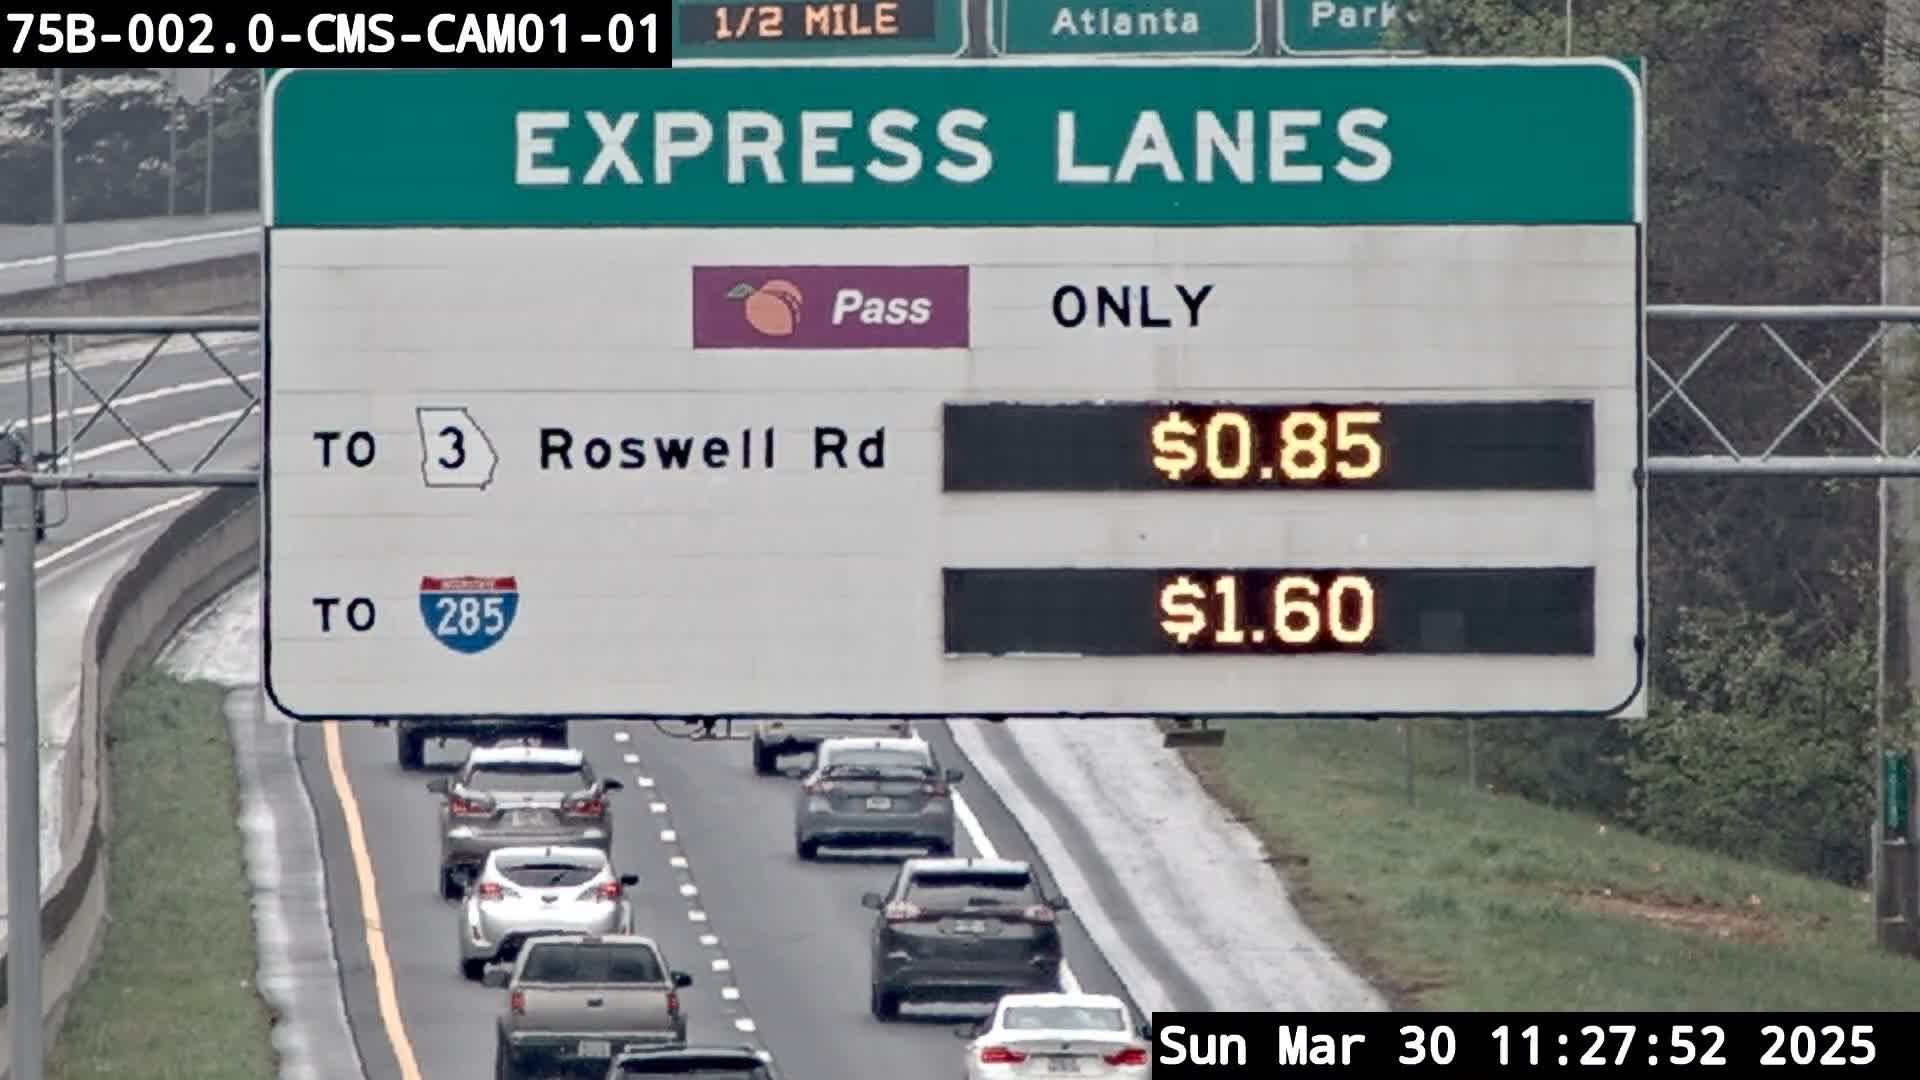 75B-002.0-CMS-CAM01-01
1/2 MILE
Atlanta
Park
EXPRESS LANES
Pass ONLY
TO 3 Roswell Rd $0.85
TO 285 $1.60
Sun Mar 30 11:27:52 2025